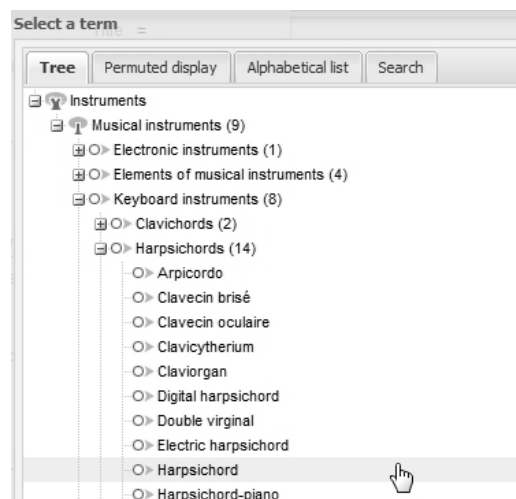 Select a term
Tree Permuted display Alphabetical list Search
Instruments
Musical instruments (9)
Electronic instruments (1)
Elements of musical instruments (4)
Keyboard instruments (8)
Clavichords (2)
Harpsichords (14)
Arpicordo
Clavecin brisé
Clavecin oculaire
Clavicytherium
Claviorgan
Digital harpsichord
Double virginal
Electric harpsichord
Harpsichord
Harpsichord-piano